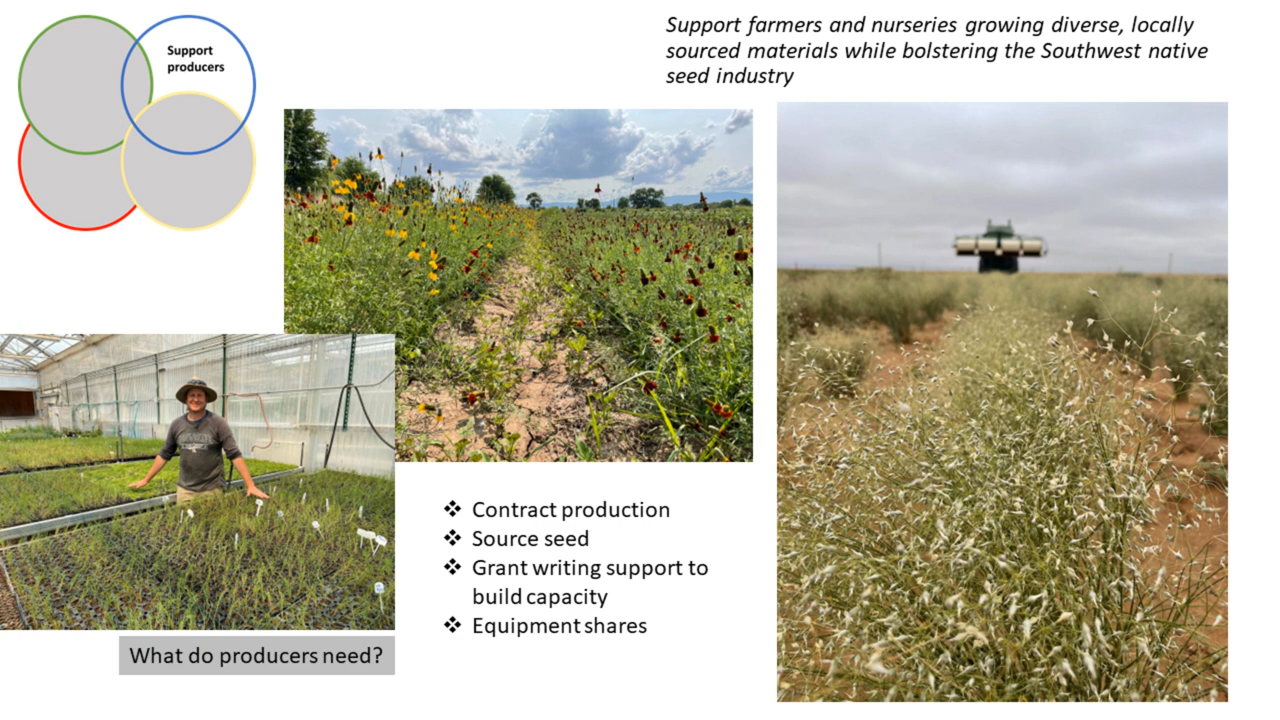 Support
producers
Support farmers and nurseries growing diverse, locally
sourced materials while bolstering the Southwest native
seed industry
❖ Contract production
❖ Source seed
❖ Grant writing support to
build capacity
❖ Equipment shares
What do producers need?